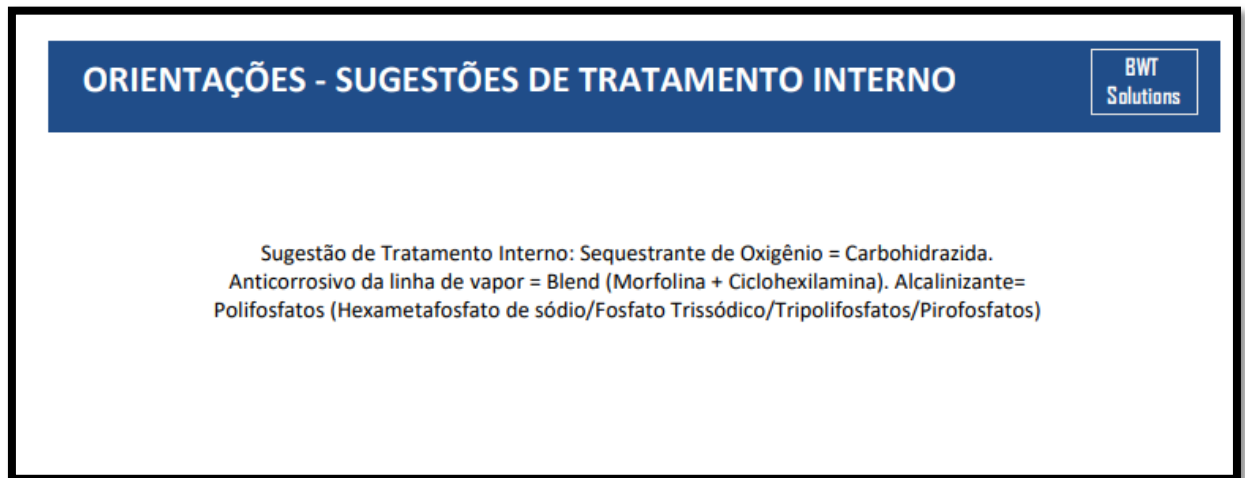 ORIENTAÇÕES - SUGESTÕES DE TRATAMENTO INTERNO
BWT
Solutions
Sugestão de Tratamento Interno: Sequestrante de Oxigênio = Carbohidrazida.
Anticorrosivo da linha de vapor = Blend (Morfolina + Ciclohexilamina). Alcalinizante=
Polifosfatos (Hexametafosfato de sódio/Fosfato Trissódico/Tripolifosfatos/Pirofosfatos)